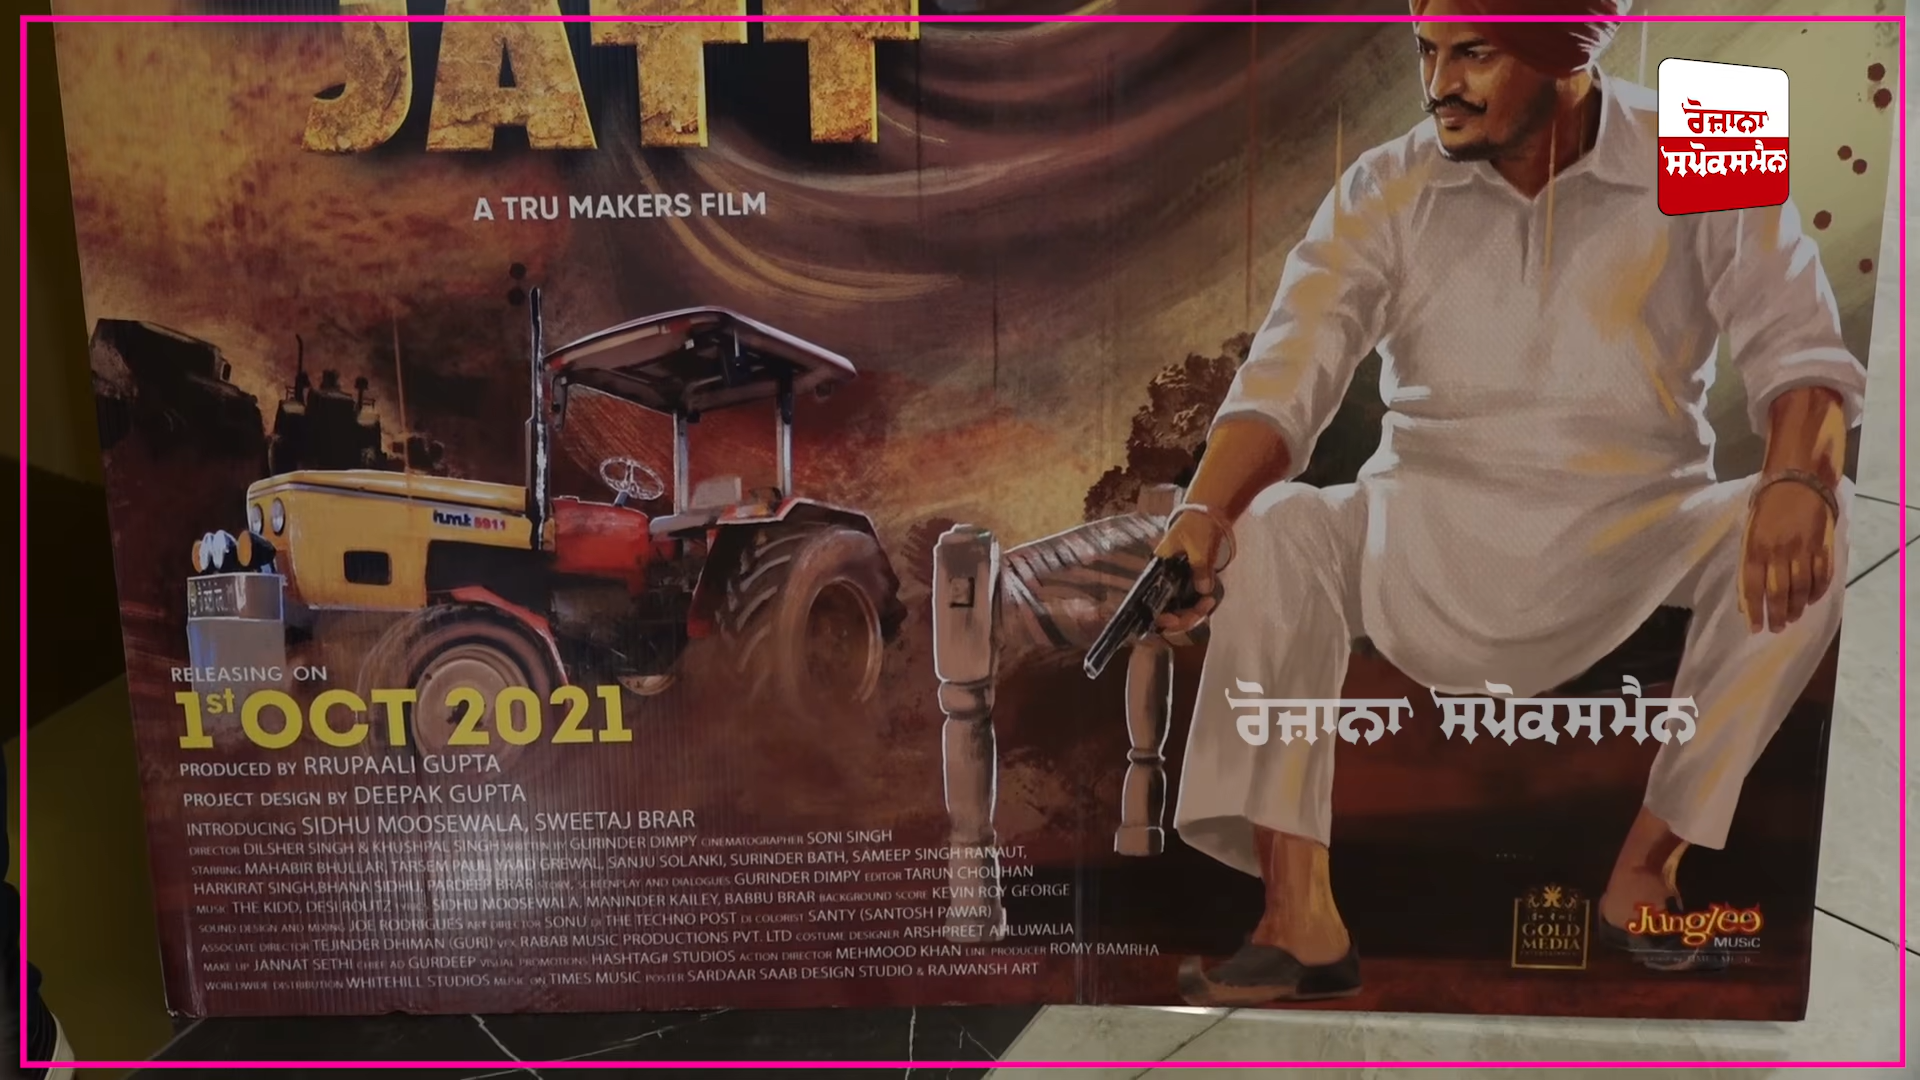 JATT
A TRU MAKERS FILM
ਰੋਜ਼ਾਨਾ
ਸਪੋਕਸਮੈਨ
hmt 5911
RELEASING ON
1st OCT 2021
PRODUCED BY RRUPAALI GUPTA
PROJECT DESIGN BY DEEPAK GUPTA
INTRODUCING SIDHU MOOSEWALA, SWEETAJ BRAR
DIRECTOR DILSHER SINGH & KHUSHPAL SINGH WRITTEN BY GURINDER DIMPY CINEMATOGRAPHER SONI SINGH
STARRING MAHABIR BHULLAR, TARSEM PAUL, YAAD GREWAL, SANJU SOLANKI, SURINDER BATH, SAMEEP SINGH RANAUT,
HARKIRAT SINGH,BHANA SIDHU, PARDEEP BRAR STORY, SCREENPLAY AND DIALOGUES GURINDER DIMPY EDITOR TARUN CHOUHAN
MUSIC THE KIDD, DESI ROUTZ LYRICS SIDHU MOOSEWALA, MANINDER KAILEY, BABBU BRAR BACKGROUND SCORE KEVIN ROY GEORGE
SOUND DESIGN AND MIXING JOE RODRIGUES ART DIRECTOR SONU DI THE TECHNO POST DI COLORIST SANTY (SANTOSH PAWAR)
ASSOCIATE DIRECTOR TEJINDER DHIMAN (GURI) VFX RABAB MUSIC PRODUCTIONS PVT. LTD COSTUME DESIGNER ARSHPREET AHLUWALIA
MAKE UP JANNAT SETHI CHIEF AD GURDEEP VISUAL PROMOTIONS HASHTAG# STUDIOS ACTION DIRECTOR MEHMOOD KHAN LINE PRODUCER ROMY BAMRHA
WORLDWIDE DISTRIBUTION WHITEHILL STUDIOS MUSIC ON TIMES MUSIC POSTER SARDAAR SAAB DESIGN STUDIO & RAJWANSH ART
ਰੋਜ਼ਾਨਾ ਸਪੋਕਸਮੈਨ
GOLD
MEDIA
Junglee
MUSIC